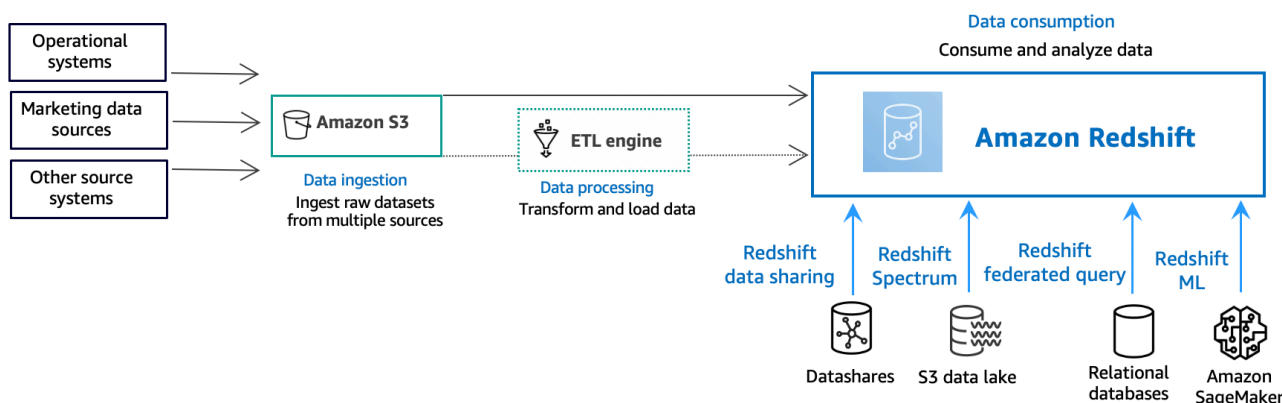 Operational
systems
Marketing data
sources
Other source
systems
Amazon S3
Data ingestion
Ingest raw datasets
from multiple sources
ETL engine
Data processing
Transform and load data
Data consumption
Consume and analyze data
Amazon Redshift
Redshift
data sharing
Redshift
Spectrum
Redshift
federated query
Redshift
ML
Datashares
S3 data lake
Relational
databases
Amazon
SageMaker